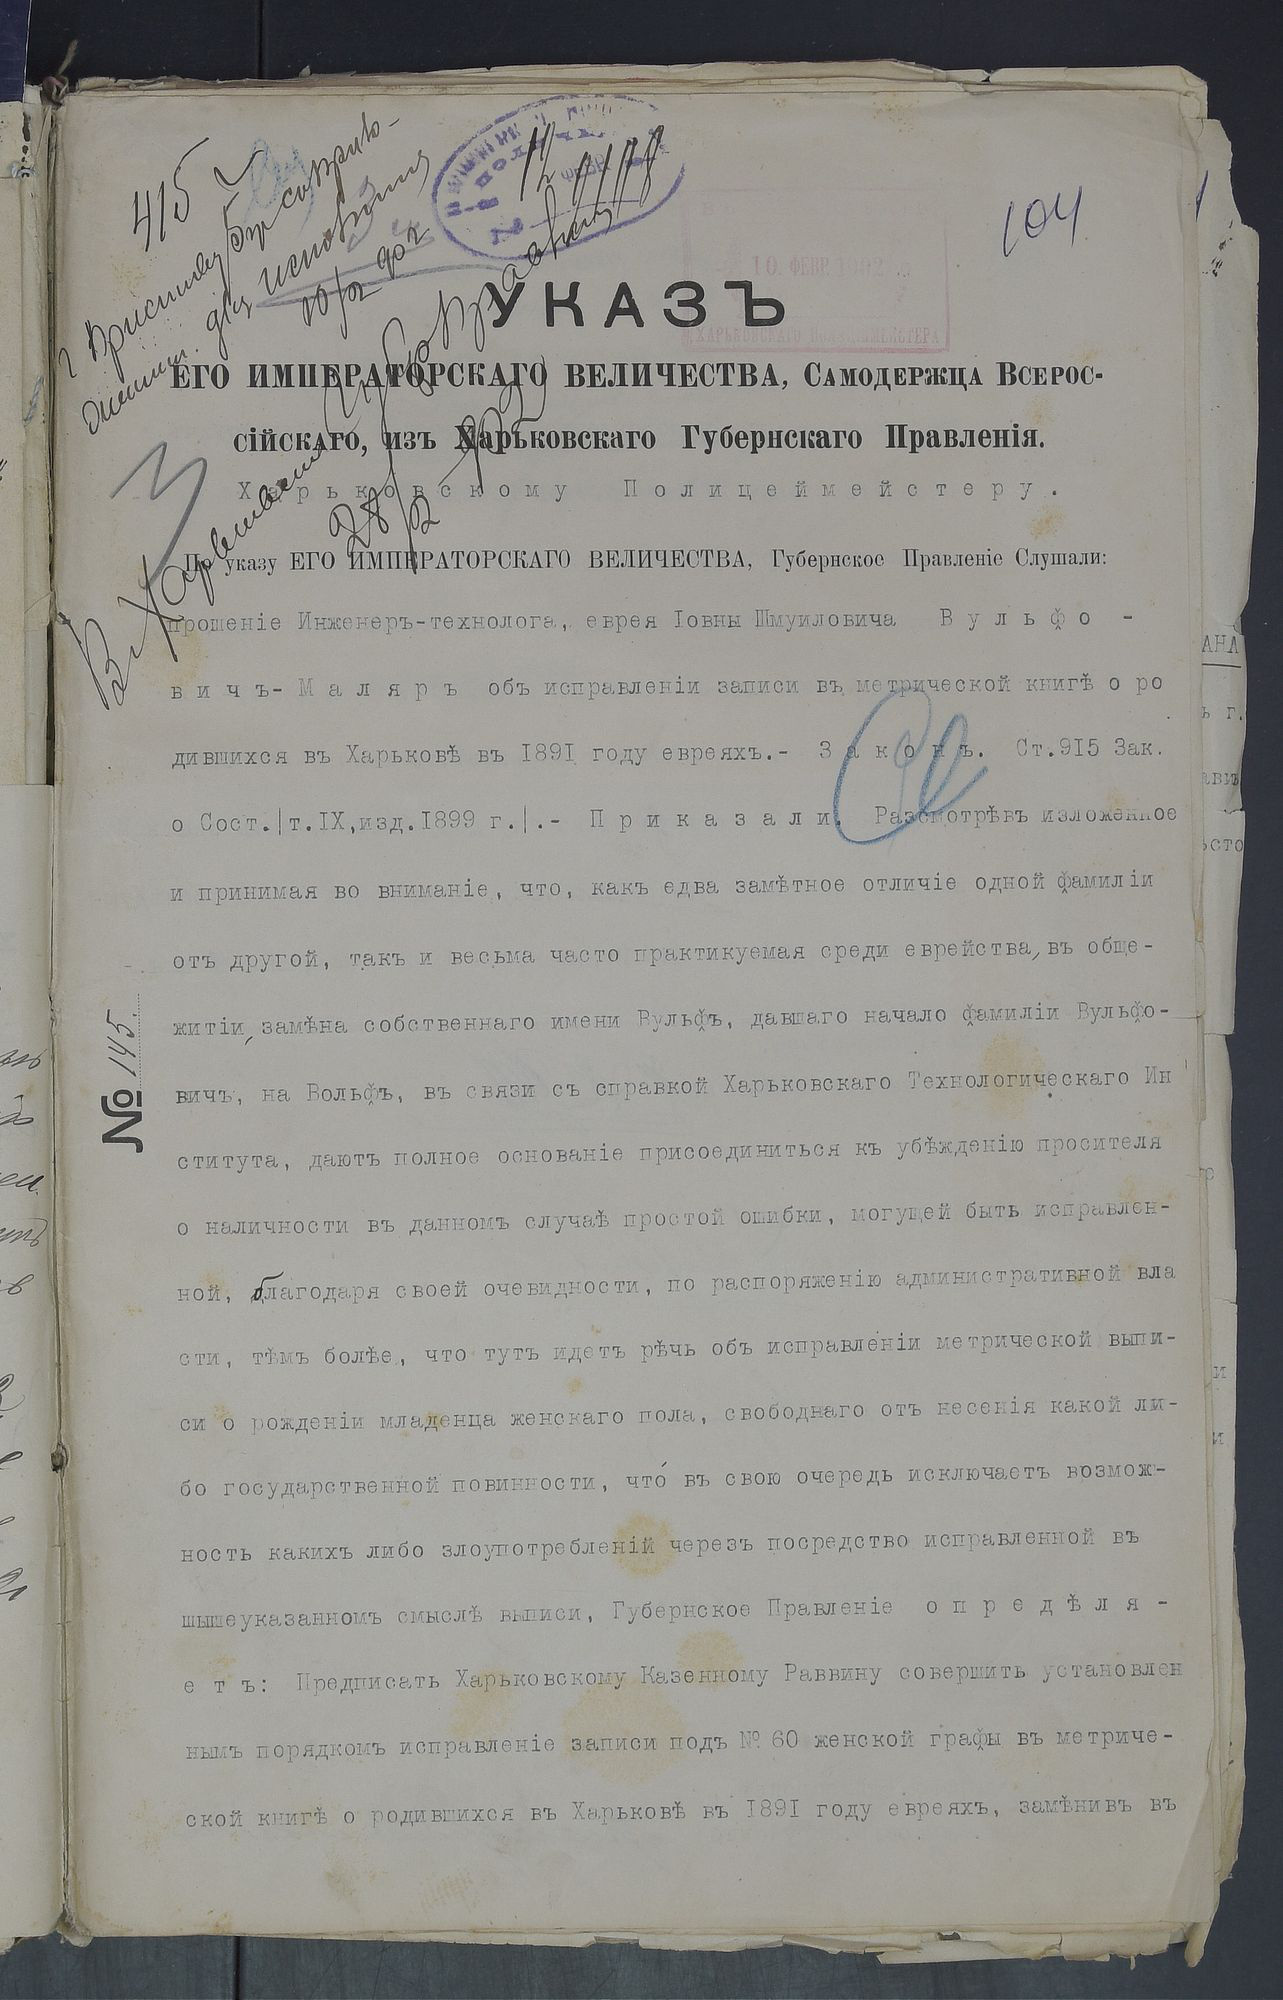 415
104
10. ФЕВР. 1902
ХАРЬКОВСКАГО ПОЛИЦЕЙМЕЙСТЕРА
УКАЗЪ
ЕГО ИМПЕРАТОРСКАГО ВЕЛИЧЕСТВА, САМОДЕРЖЦА ВСЕРОС-
СІЙСКАГО, изъ Харьковскаго Губернскаго Правленія.
Харьковскому Полицеймейстеру.
По указу ЕГО ИМПЕРАТОРСКАГО ВЕЛИЧЕСТВА, Губернское Правленіе Слушали:
прошеніе Инженеръ-технолога, еврея Іовны Шмуиловича Вульфо-
вичъ-Маляръ объ исправленіи записи въ метрической книгѣ о ро
дившихся въ Харьковѣ въ 1891 году евреяхъ.- Законъ. Ст.915 Зак.
о Сост.|т.IX,изд.1899 г.|.- Приказали. Разсмотрѣвъ изложенное
и принимая во вниманіе, что, какъ едва замѣтное отличіе одной фамиліи
отъ другой, такъ и весьма часто практикуемая среди еврейства, въ обще-
житіи, замѣна собственнаго имени Вульфъ, давшаго начало фамиліи Вульфо-
вичъ, на Вольфъ, въ связи съ справкой Харьковскаго Технологическаго Ин
ститута, даютъ полное основаніе присоединиться къ убѣжденію просителя
о наличности въ данномъ случаѣ простой ошибки, могущей быть исправлен-
ной, благодаря своей очевидности, по распоряженію административной вла
сти, тѣмъ болѣе, что тутъ идетъ рѣчь объ исправленіи метрической выпи-
си о рожденіи младенца женскаго пола, свободнаго отъ несенія какой ли-
бо государственной повинности, что́ въ свою очередь исключаетъ возмож-
ность какихъ либо злоупотребленій черезъ посредство исправленной въ
шышеуказанномъ смыслѣ выписи, Губернское Правленіе опредѣля-
етъ: Предписать Харьковскому Казенному Раввину совершить установлен
нымъ порядкомъ исправленіе записи подъ № 60 женской графы въ метриче-
ской книгѣ о родившихся въ Харьковѣ въ 1891 году евреяхъ, замѣнив въ
№ 145.